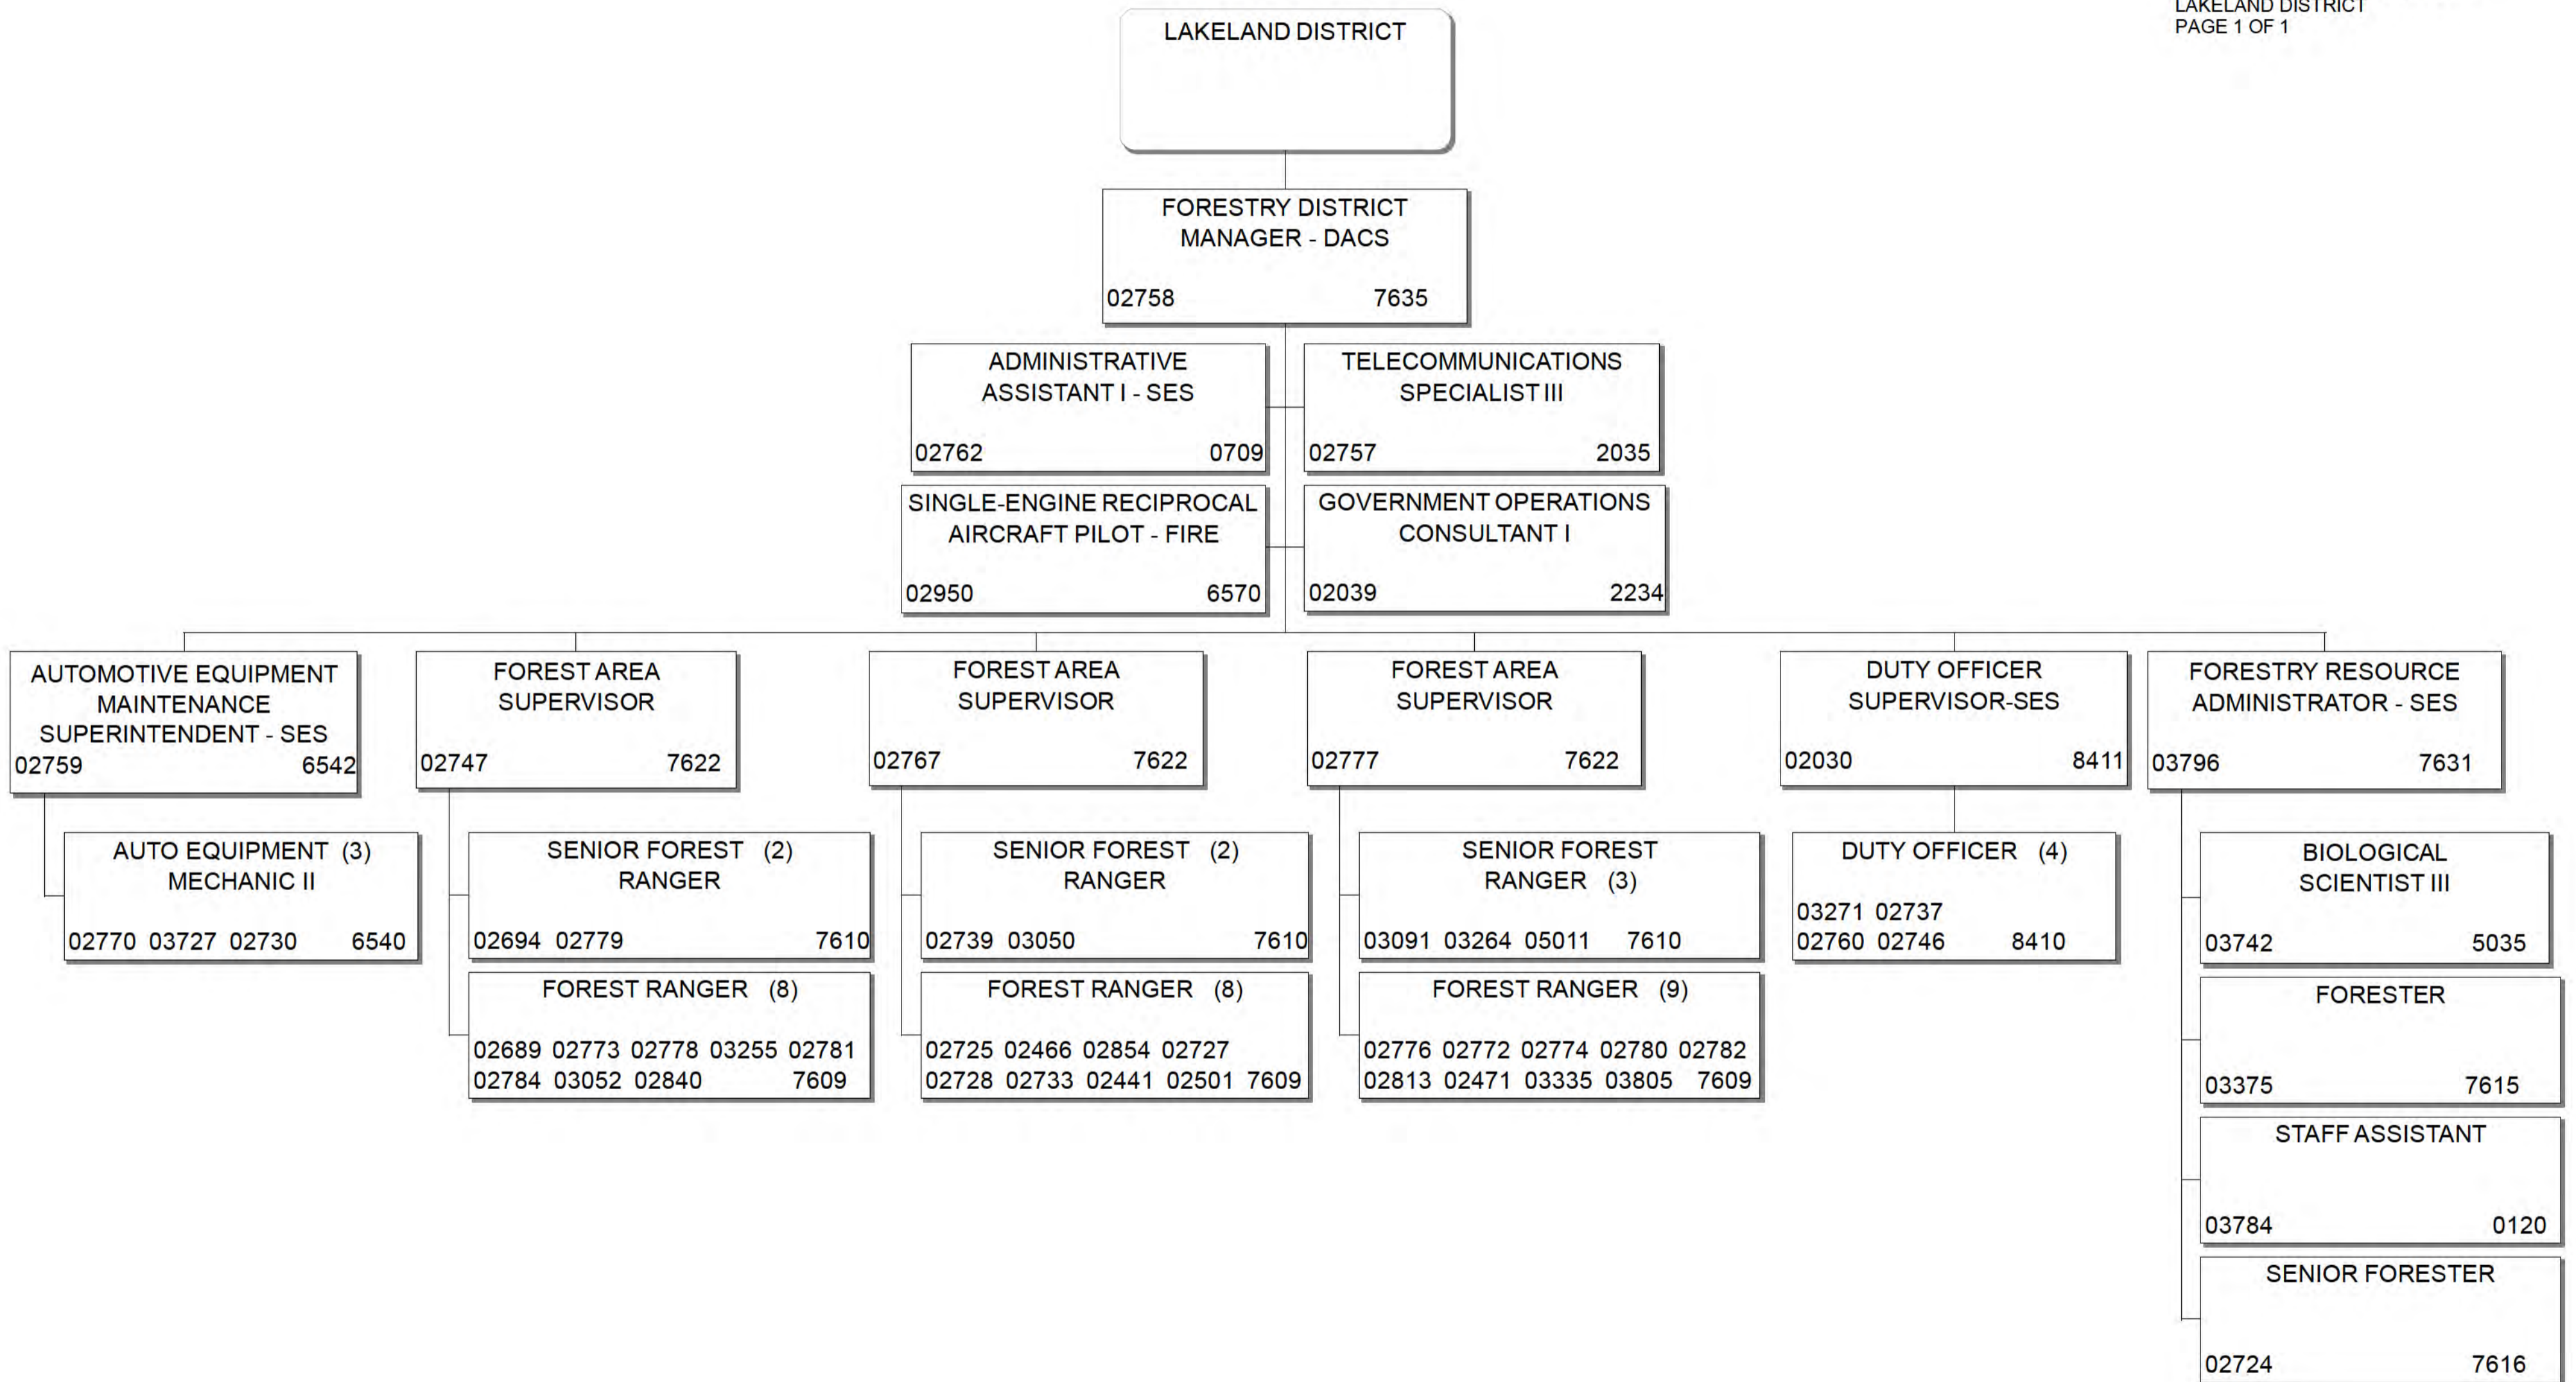 LAKELAND DISTRICT
PAGE 1 OF 1
LAKELAND DISTRICT
FORESTRY DISTRICT
MANAGER - DACS
02758 7635
ADMINISTRATIVE
ASSISTANT I - SES
02762 0709
TELECOMMUNICATIONS
SPECIALIST III
02757 2035
SINGLE-ENGINE RECIPROCAL
AIRCRAFT PILOT - FIRE
02950 6570
GOVERNMENT OPERATIONS
CONSULTANT I
02039 2234
AUTOMOTIVE EQUIPMENT
MAINTENANCE
SUPERINTENDENT - SES
02759 6542
FOREST AREA
SUPERVISOR
02747 7622
FOREST AREA
SUPERVISOR
02767 7622
FOREST AREA
SUPERVISOR
02777 7622
DUTY OFFICER
SUPERVISOR-SES
02030 8411
FORESTRY RESOURCE
ADMINISTRATOR - SES
03796 7631
AUTO EQUIPMENT (3)
MECHANIC II
02770 03727 02730 6540
SENIOR FOREST (2)
RANGER
02694 02779 7610
SENIOR FOREST (2)
RANGER
02739 03050 7610
SENIOR FOREST
RANGER (3)
03091 03264 05011 7610
DUTY OFFICER (4)
03271 02737
02760 02746 8410
BIOLOGICAL
SCIENTIST III
03742 5035
FOREST RANGER (8)
02689 02773 02778 03255 02781
02784 03052 02840 7609
FOREST RANGER (8)
02725 02466 02854 02727
02728 02733 02441 02501 7609
FOREST RANGER (9)
02776 02772 02774 02780 02782
02813 02471 03335 03805 7609
FORESTER
03375 7615
STAFF ASSISTANT
03784 0120
SENIOR FORESTER
02724 7616